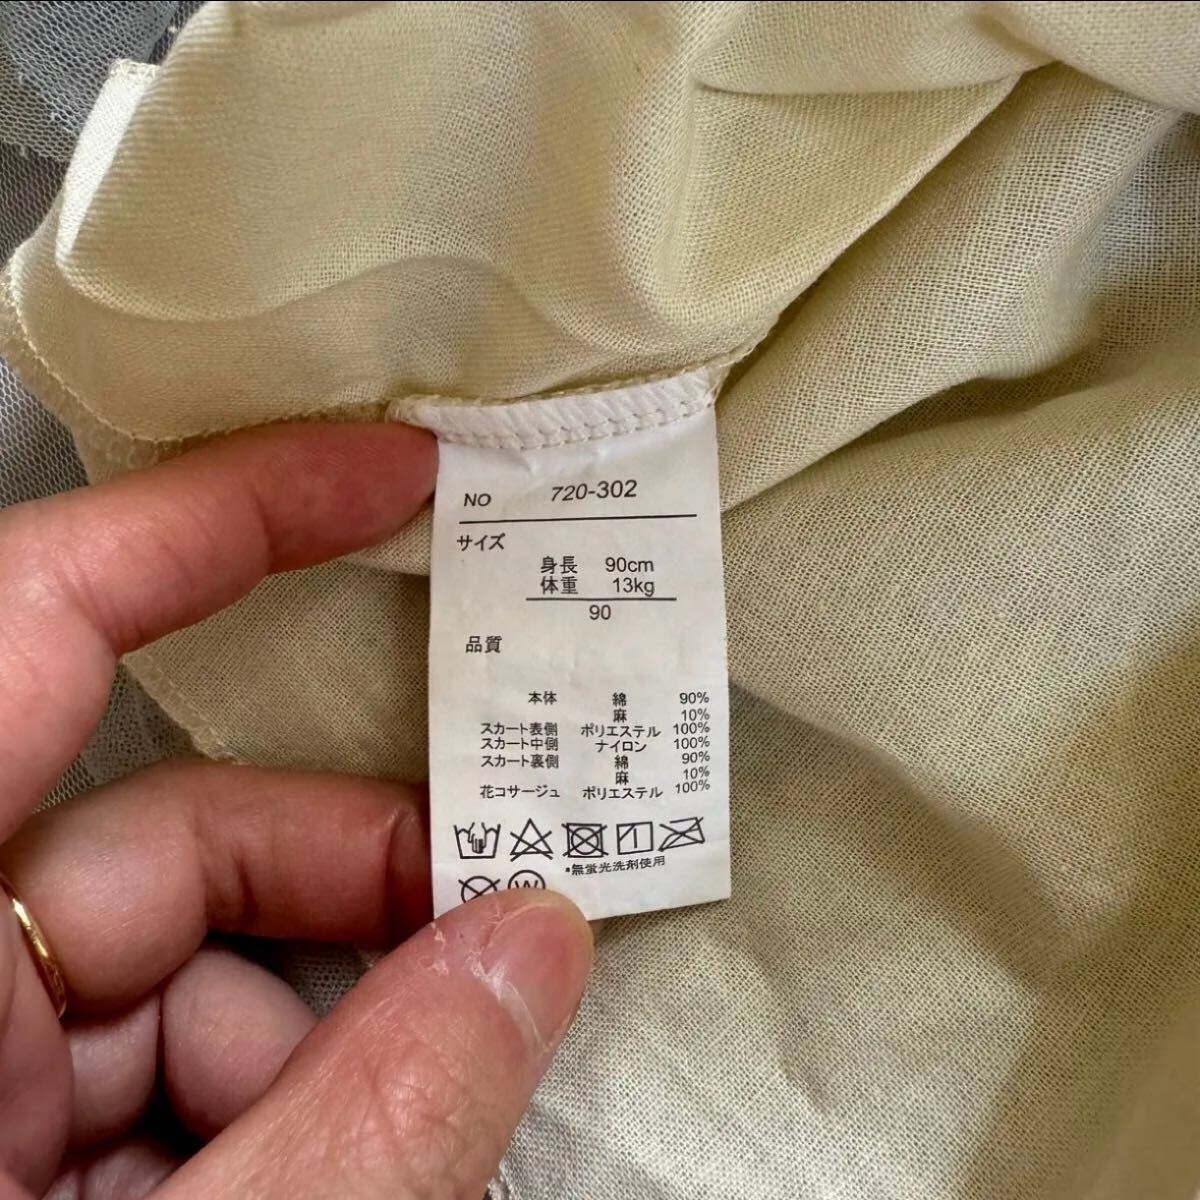 NO 720-302
サイズ
身長 90cm
体重 13kg
90
品質
本体 綿 90%
麻 10%
スカート表側 ポリエステル 100%
スカート中側 ナイロン 100%
スカート裏側 綿 90%
麻 10%
花コサージュ ポリエステル 100%
*無蛍光洗剤使用
W